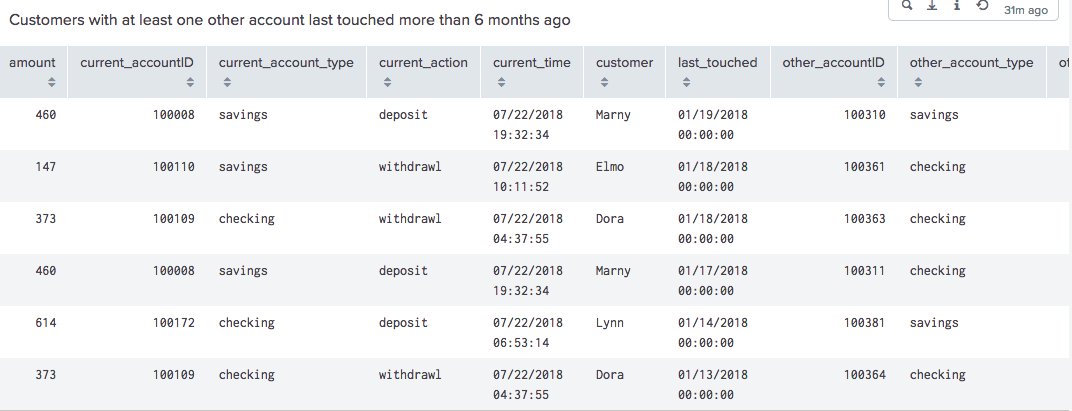 Customers with at least one other account last touched more than 6 months ago
31m ago
amount current_accountID current_account_type current_action current_time customer last_touched other_accountID other_account_type
460 100008 savings deposit 07/22/2018 Marny 01/19/2018 100310 savings
19:32:34 00:00:00
147 100110 savings withdrawl 07/22/2018 Elmo 01/18/2018 100361 checking
10:11:52 00:00:00
373 100109 checking withdrawl 07/22/2018 Dora 01/18/2018 100363 checking
04:37:55 00:00:00
460 100008 savings deposit 07/22/2018 Marny 01/17/2018 100311 checking
19:32:34 00:00:00
614 100172 checking deposit 07/22/2018 Lynn 01/14/2018 100381 savings
06:53:14 00:00:00
373 100109 checking withdrawl 07/22/2018 Dora 01/13/2018 100364 checking
04:37:55 00:00:00